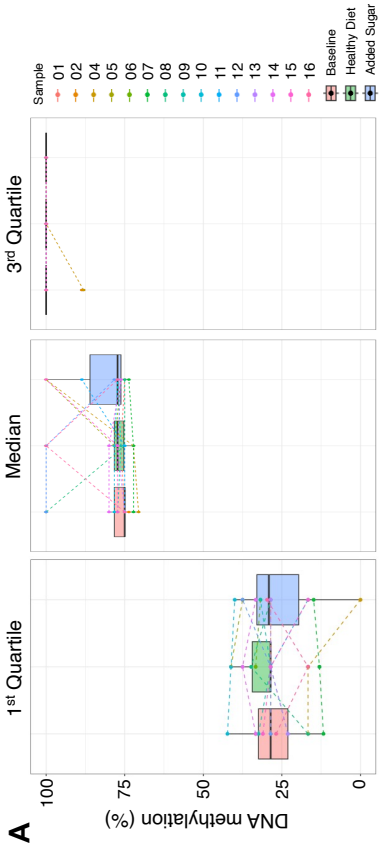 A
1st Quartile
Median
3rd Quartile
DNA methylation (%)
100
75
50
25
0
Sample
01
02
04
05
06
07
08
09
10
11
12
13
14
15
16
Baseline
Healthy Diet
Added Sugar